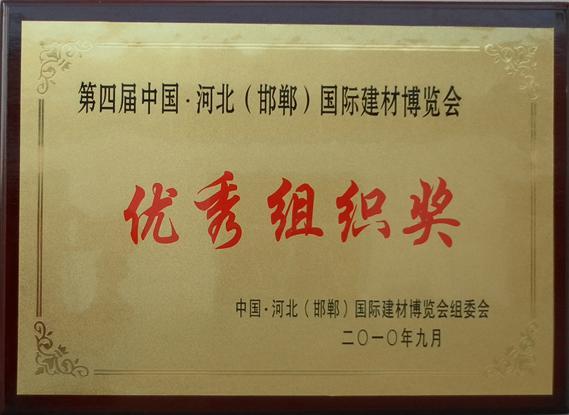 第四届中国·河北（邯郸）国际建材博览会
优秀组织奖
中国·河北（邯郸）国际建材博览会组委会
二〇一〇年九月